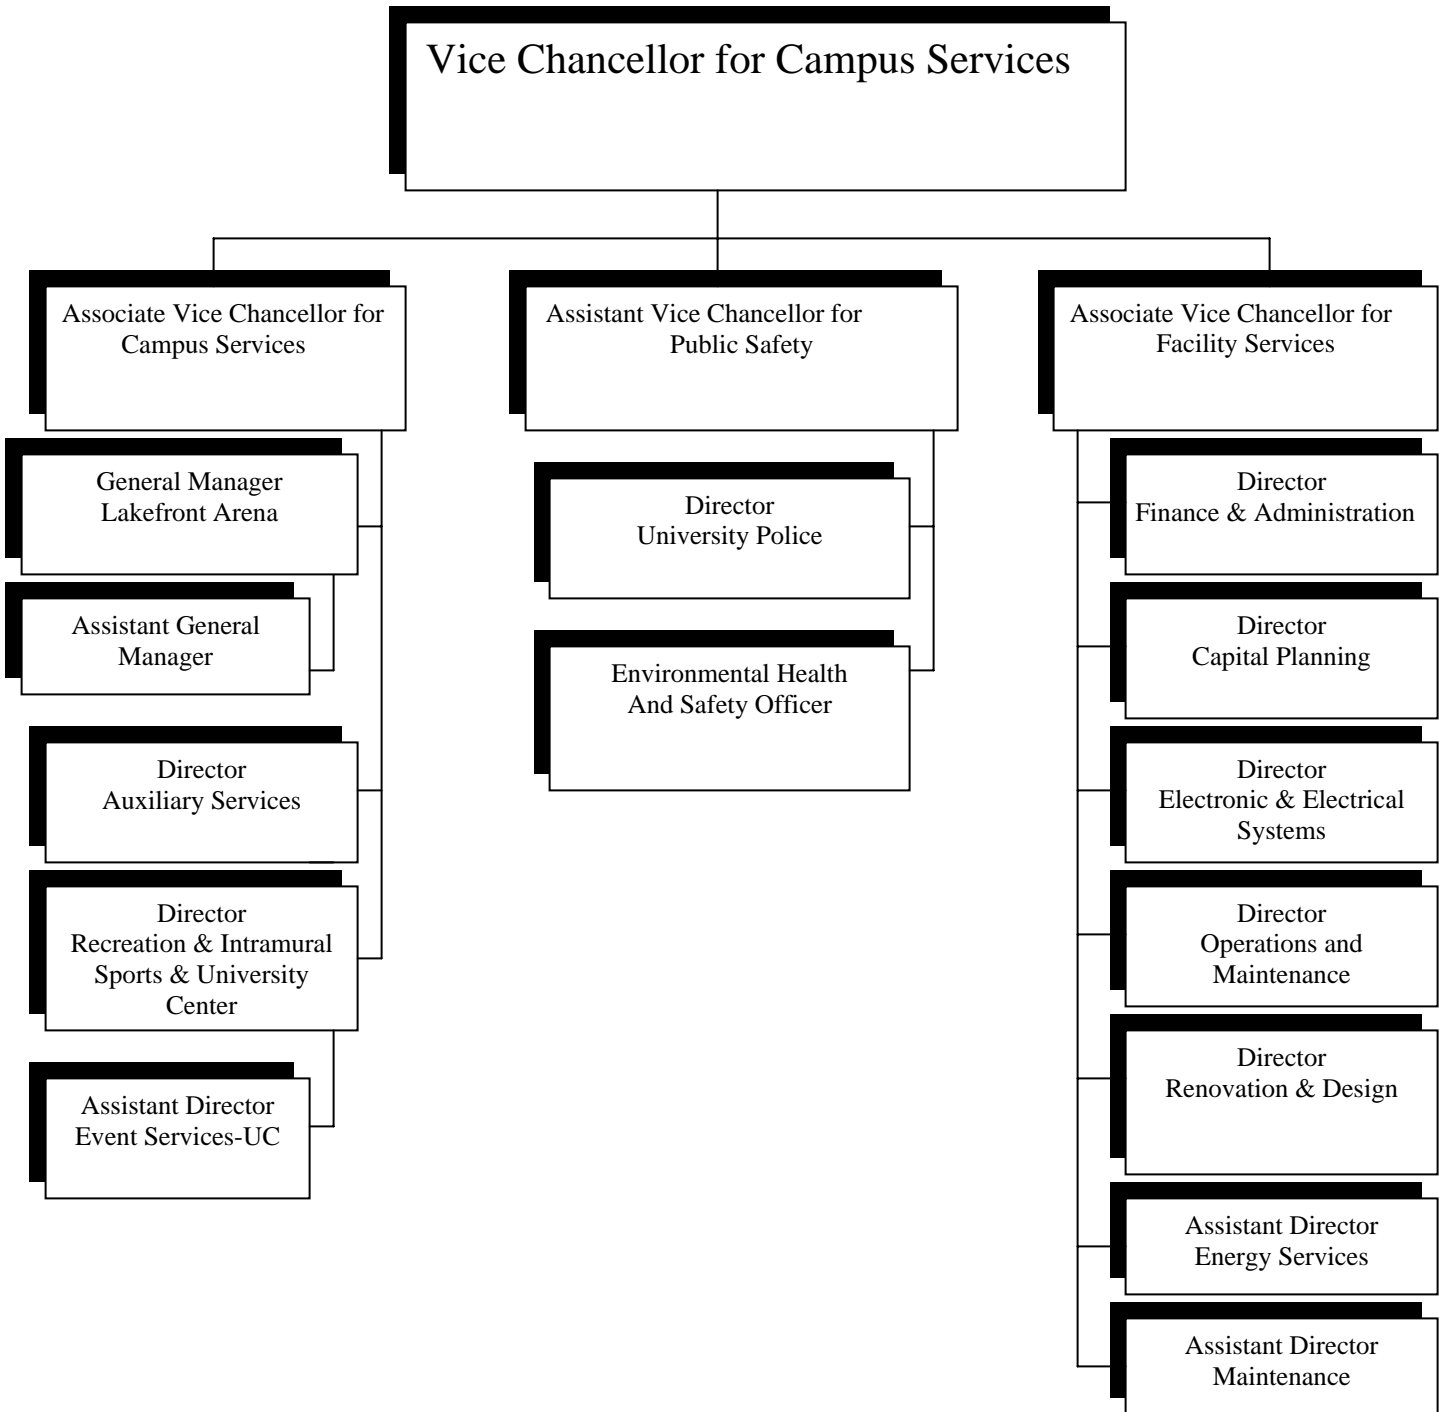 Vice Chancellor for Campus Services
Associate Vice Chancellor for
Campus Services
General Manager
Lakefront Arena
Assistant General
Manager
Director
Auxiliary Services
Director
Recreation & Intramural
Sports & University
Center
Assistant Director
Event Services-UC
Assistant Vice Chancellor for
Public Safety
Director
University Police
Environmental Health
And Safety Officer
Associate Vice Chancellor for
Facility Services
Director
Finance & Administration
Director
Capital Planning
Director
Electronic & Electrical
Systems
Director
Operations and
Maintenance
Director
Renovation & Design
Assistant Director
Energy Services
Assistant Director
Maintenance